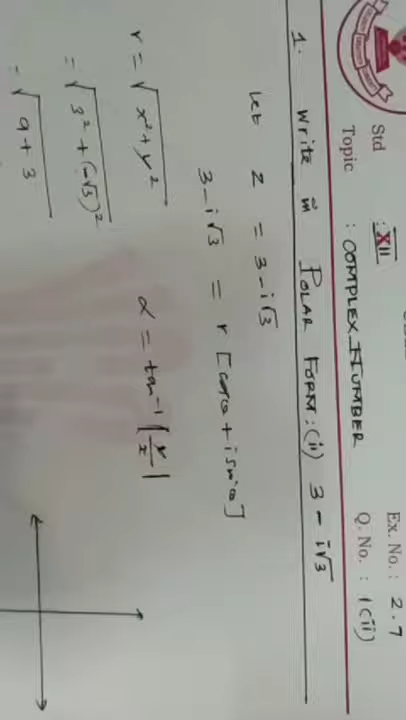 Std : XII
Ex. No. : 2.7
Topic : COMPLEX NUMBER
Q. No. : 1(ii)
1. Write in POLAR FORM: (ii) 3 - i√3
Let z = 3 - i√3
3 - i√3 = r [cosθ + i sinθ]
r = √x² + y²
α = tan⁻¹ |y/x|
= √3² + (-√3)²
= √9 + 3